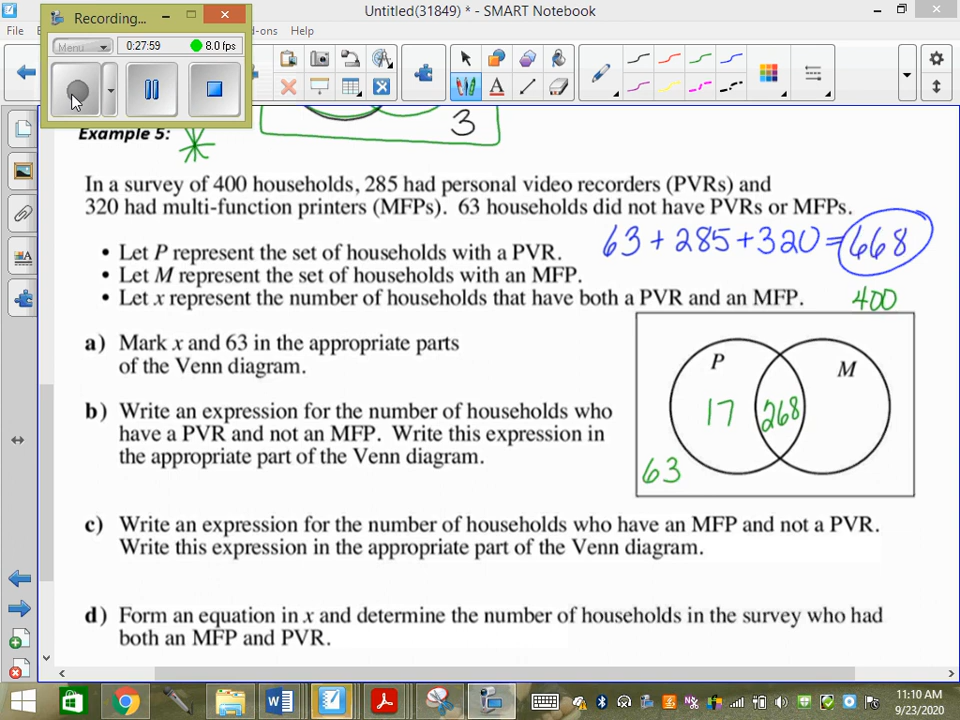 Untitled(31849) * - SMART Notebook
Recording...
File
d-ons Help
Menu
0:27:59
8.0 fps
3
Example 5:
In a survey of 400 households, 285 had personal video recorders (PVRs) and
320 had multi-function printers (MFPs). 63 households did not have PVRs or MFPs.
63 + 285 + 320 = 668
• Let P represent the set of households with a PVR.
• Let M represent the set of households with an MFP.
• Let x represent the number of households that have both a PVR and an MFP.
400
a) Mark x and 63 in the appropriate parts
of the Venn diagram.
P
M
17
268
63
b) Write an expression for the number of households who
have a PVR and not an MFP. Write this expression in
the appropriate part of the Venn diagram.
c) Write an expression for the number of households who have an MFP and not a PVR.
Write this expression in the appropriate part of the Venn diagram.
d) Form an equation in x and determine the number of households in the survey who had
both an MFP and PVR.
11:10 AM
9/23/2020